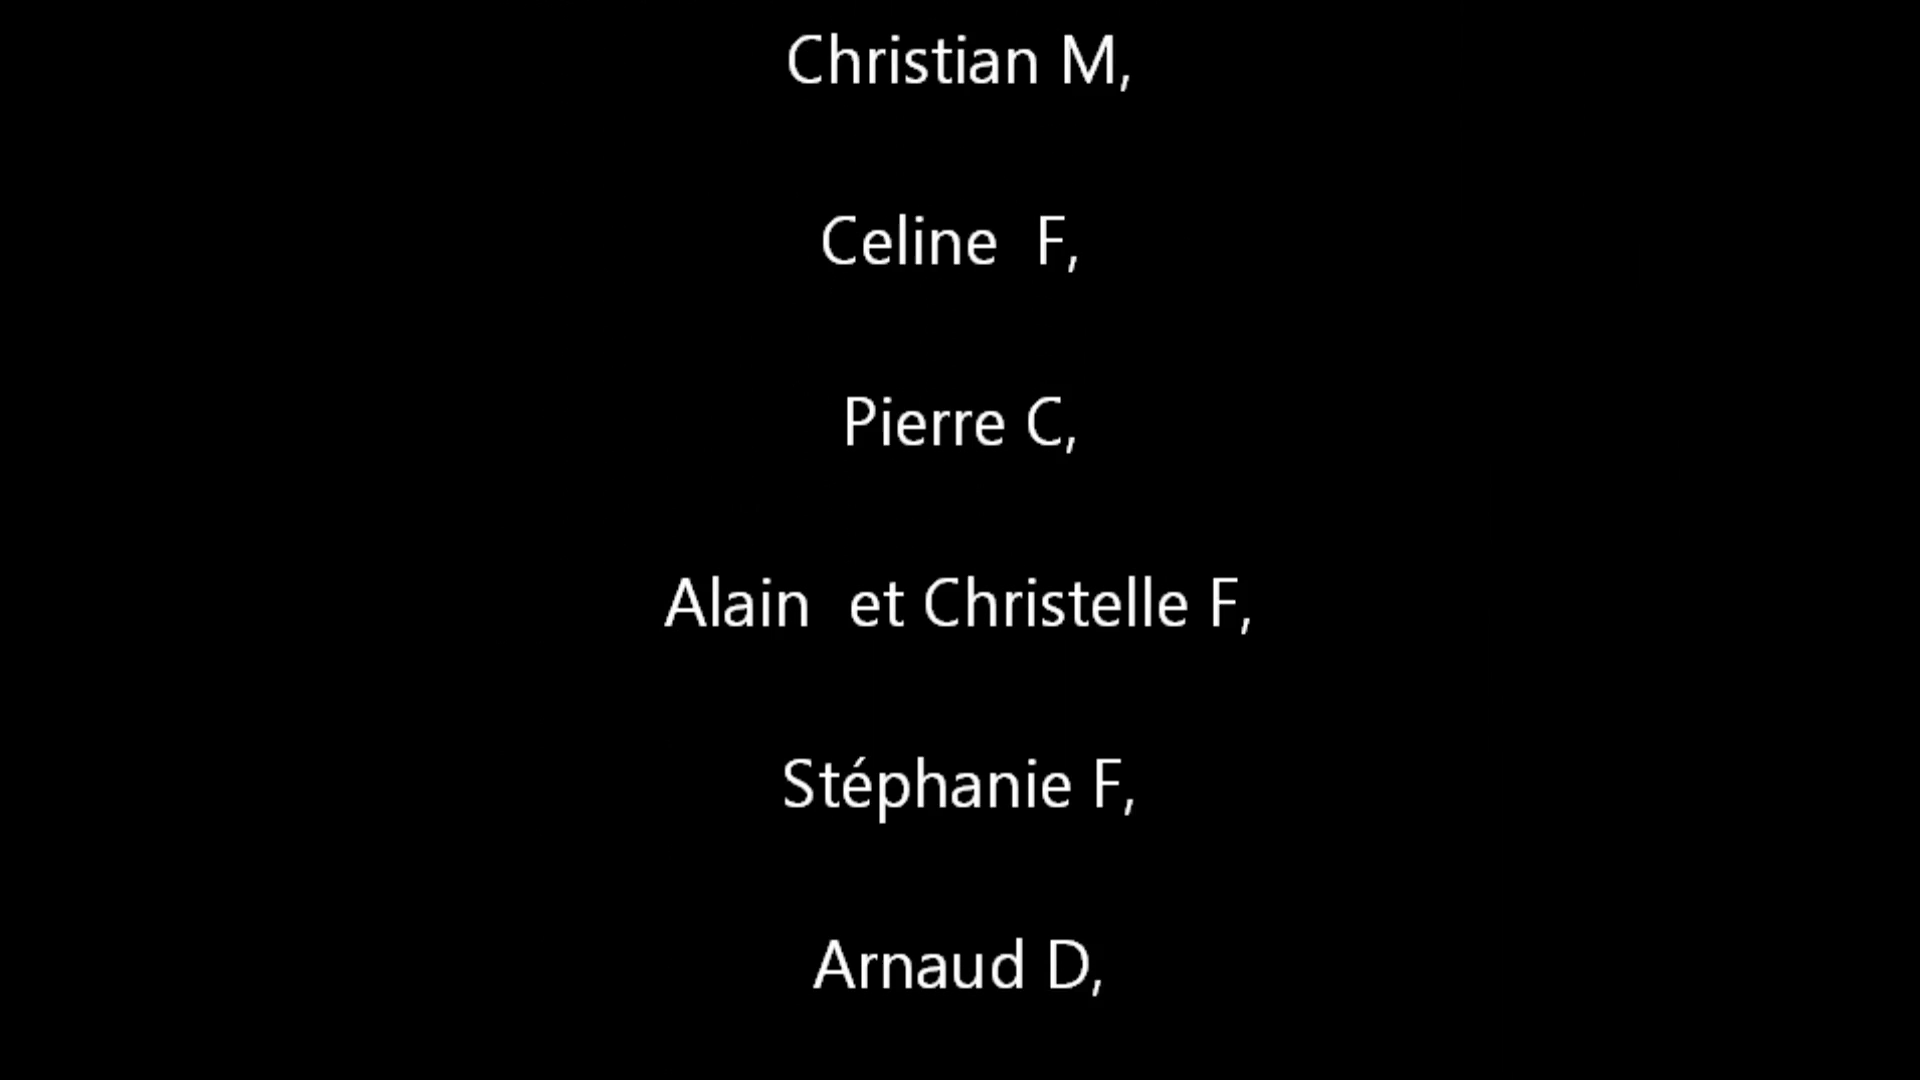 Christian M,
Celine  F,
Pierre C,
Alain  et Christelle F,
Stéphanie F,
Arnaud D,